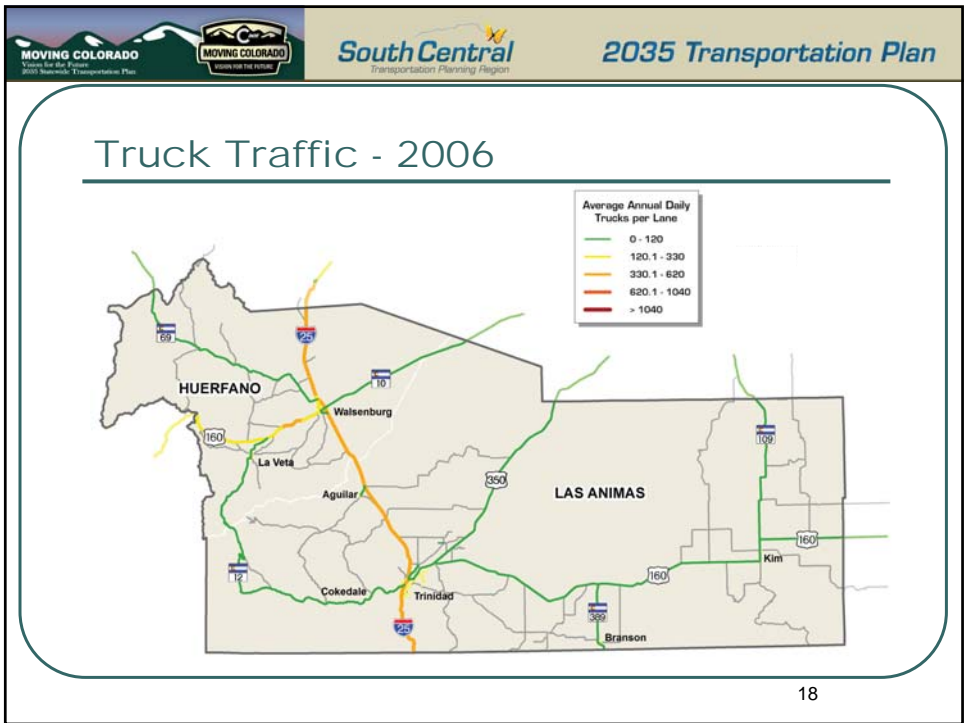 MOVING COLORADO
Vision for the Future
2035 Statewide Transportation Plan
MOVING COLORADO
VISION FOR THE FUTURE
South Central
Transportation Planning Region
2035 Transportation Plan
Truck Traffic - 2006
Average Annual Daily
Trucks per Lane
0 - 120
120.1 - 330
330.1 - 620
620.1 - 1040
> 1040
69
25
HUERFANO
10
Walsenburg
160
La Veta
109
350
LAS ANIMAS
Aguilar
160
Kim
12
160
Cokedale
Trinidad
389
25
Branson
18